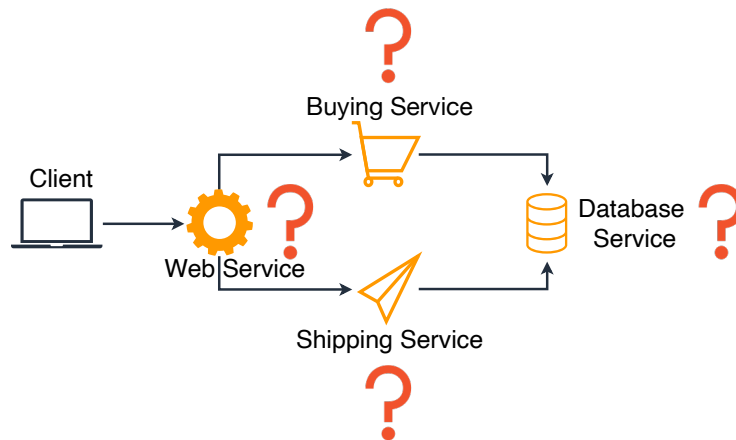 Buying Service
Client
Database
Service
Web Service
Shipping Service